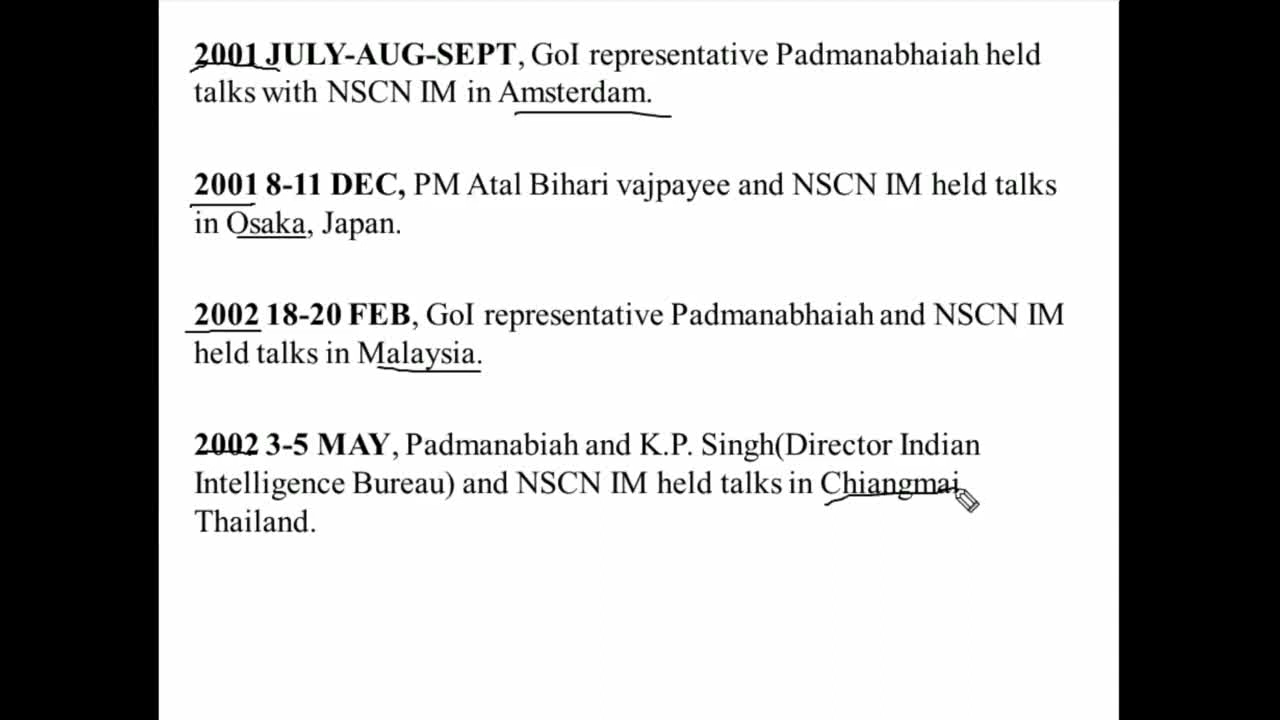 2001 JULY-AUG-SEPT, GoI representative Padmanabhaiah held
talks with NSCN IM in Amsterdam.
2001 8-11 DEC, PM Atal Bihari vajpayee and NSCN IM held talks
in Osaka, Japan.
2002 18-20 FEB, GoI representative Padmanabhaiah and NSCN IM
held talks in Malaysia.
2002 3-5 MAY, Padmanabiah and K.P. Singh(Director Indian
Intelligence Bureau) and NSCN IM held talks in Chiangmai
Thailand.